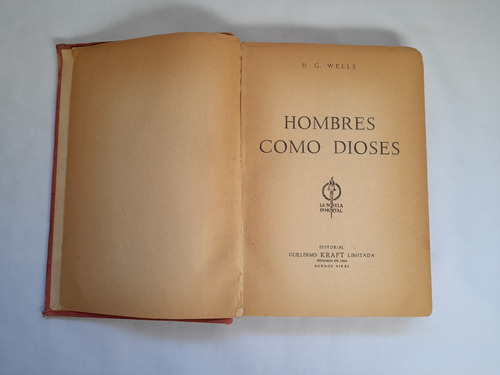 H. G. WELLS
HOMBRES
COMO DIOSES
LA NOVELA
INMORTAL
EDITORIAL
GUILLERMO KRAFT LIMITADA
BUENOS AIRES